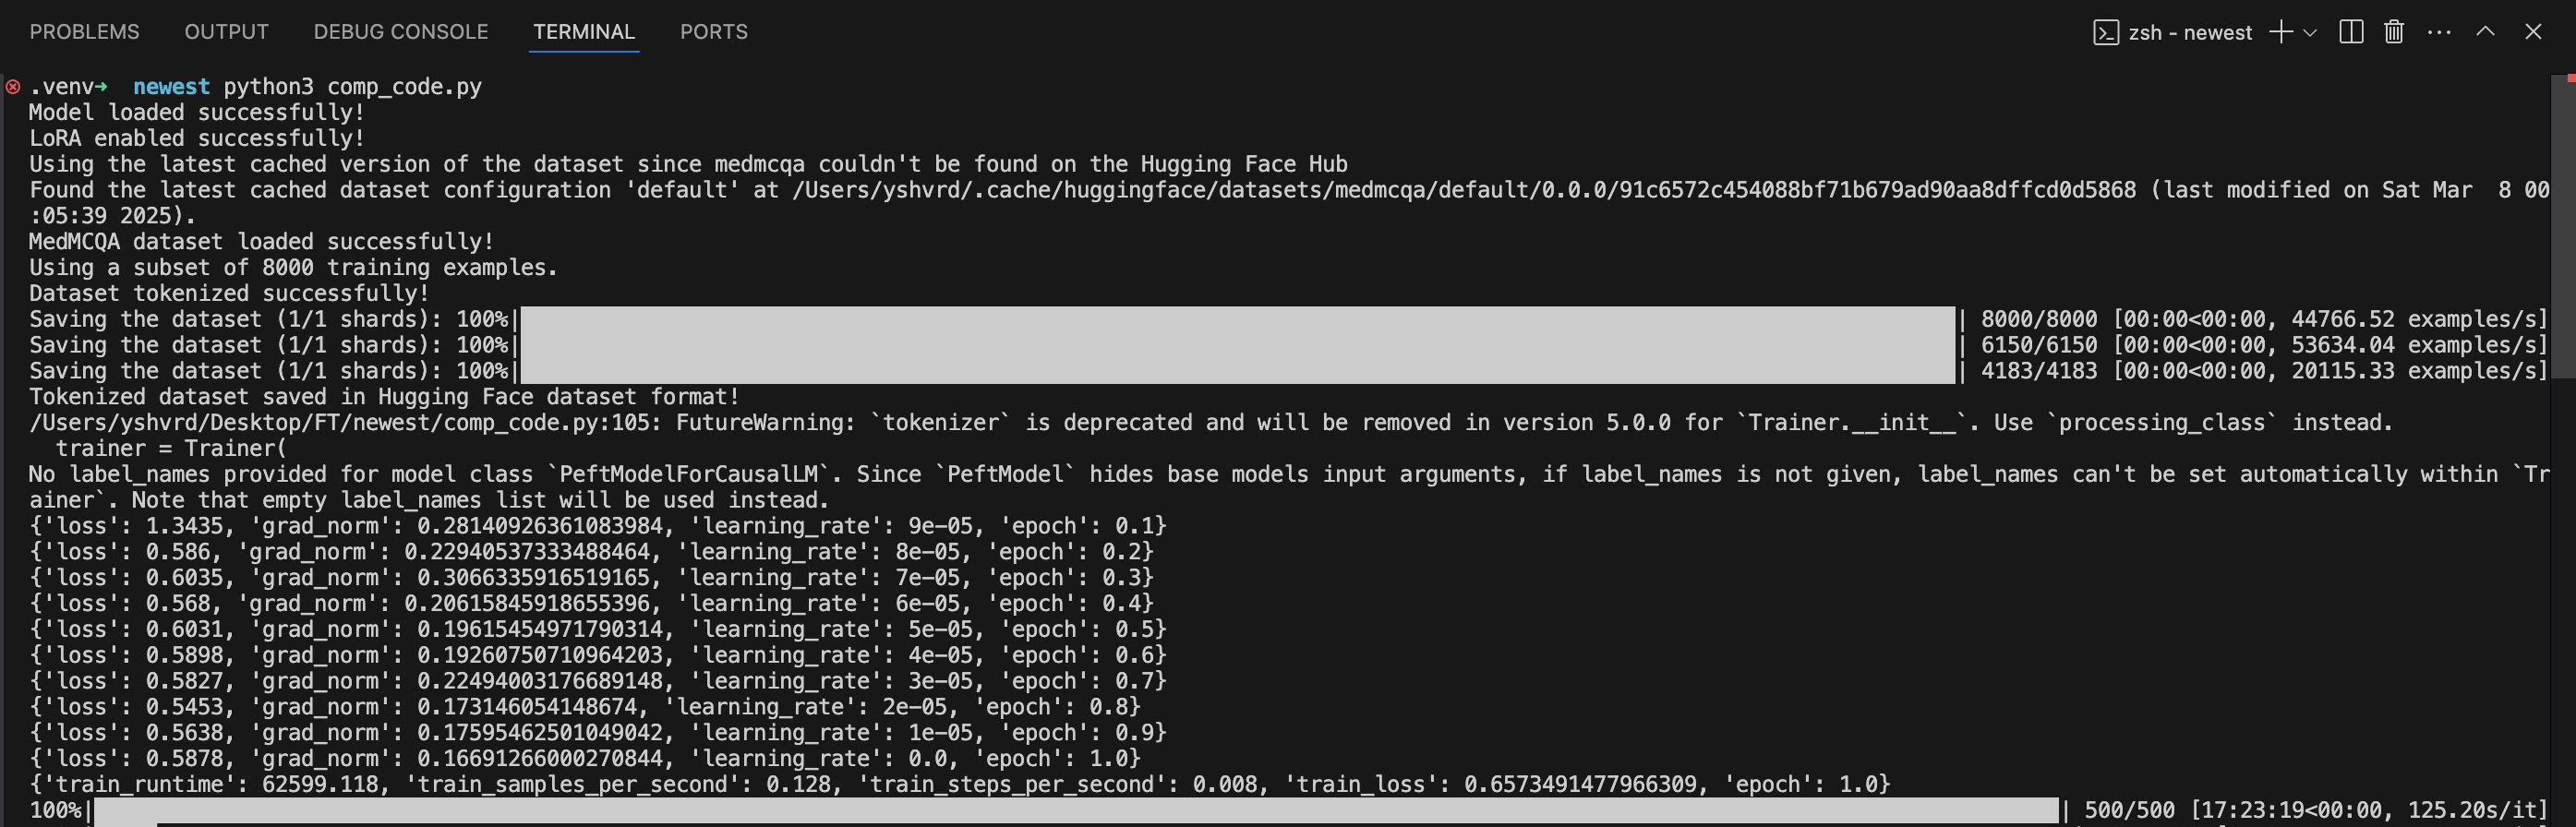 PROBLEMS OUTPUT DEBUG CONSOLE TERMINAL PORTS zsh - newest
.venv→ newest python3 comp_code.py
Model loaded successfully!
LoRA enabled successfully!
Using the latest cached version of the dataset since medmcqa couldn't be found on the Hugging Face Hub
Found the latest cached dataset configuration 'default' at /Users/yshvrd/.cache/huggingface/datasets/medmcqa/default/0.0.0/91c6572c454088bf71b679ad90aa8dffcd0d5868 (last modified on Sat Mar  8 00
:05:39 2025).
MedMCQA dataset loaded successfully!
Using a subset of 8000 training examples.
Dataset tokenized successfully!
Saving the dataset (1/1 shards): 100%| | 8000/8000 [00:00<00:00, 44766.52 examples/s]
Saving the dataset (1/1 shards): 100%| | 6150/6150 [00:00<00:00, 53634.04 examples/s]
Saving the dataset (1/1 shards): 100%| | 4183/4183 [00:00<00:00, 20115.33 examples/s]
Tokenized dataset saved in Hugging Face dataset format!
/Users/yshvrd/Desktop/FT/newest/comp_code.py:105: FutureWarning: `tokenizer` is deprecated and will be removed in version 5.0.0 for `Trainer.__init__`. Use `processing_class` instead.
  trainer = Trainer(
No label_names provided for model class `PeftModelForCausalLM`. Since `PeftModel` hides base models input arguments, if label_names is not given, label_names can't be set automatically within `Tr
ainer`. Note that empty label_names list will be used instead.
{'loss': 1.3435, 'grad_norm': 0.28140926361083984, 'learning_rate': 9e-05, 'epoch': 0.1}
{'loss': 0.586, 'grad_norm': 0.22940537333488464, 'learning_rate': 8e-05, 'epoch': 0.2}
{'loss': 0.6035, 'grad_norm': 0.3066335916519165, 'learning_rate': 7e-05, 'epoch': 0.3}
{'loss': 0.568, 'grad_norm': 0.20615845918655396, 'learning_rate': 6e-05, 'epoch': 0.4}
{'loss': 0.6031, 'grad_norm': 0.19615454971790314, 'learning_rate': 5e-05, 'epoch': 0.5}
{'loss': 0.5898, 'grad_norm': 0.19260750710964203, 'learning_rate': 4e-05, 'epoch': 0.6}
{'loss': 0.5827, 'grad_norm': 0.22494003176689148, 'learning_rate': 3e-05, 'epoch': 0.7}
{'loss': 0.5453, 'grad_norm': 0.173146054148674, 'learning_rate': 2e-05, 'epoch': 0.8}
{'loss': 0.5638, 'grad_norm': 0.17595462501049042, 'learning_rate': 1e-05, 'epoch': 0.9}
{'loss': 0.5878, 'grad_norm': 0.16691266000270844, 'learning_rate': 0.0, 'epoch': 1.0}
{'train_runtime': 62599.118, 'train_samples_per_second': 0.128, 'train_steps_per_second': 0.008, 'train_loss': 0.6573491477966309, 'epoch': 1.0}
100%| | 500/500 [17:23:19<00:00, 125.20s/it]